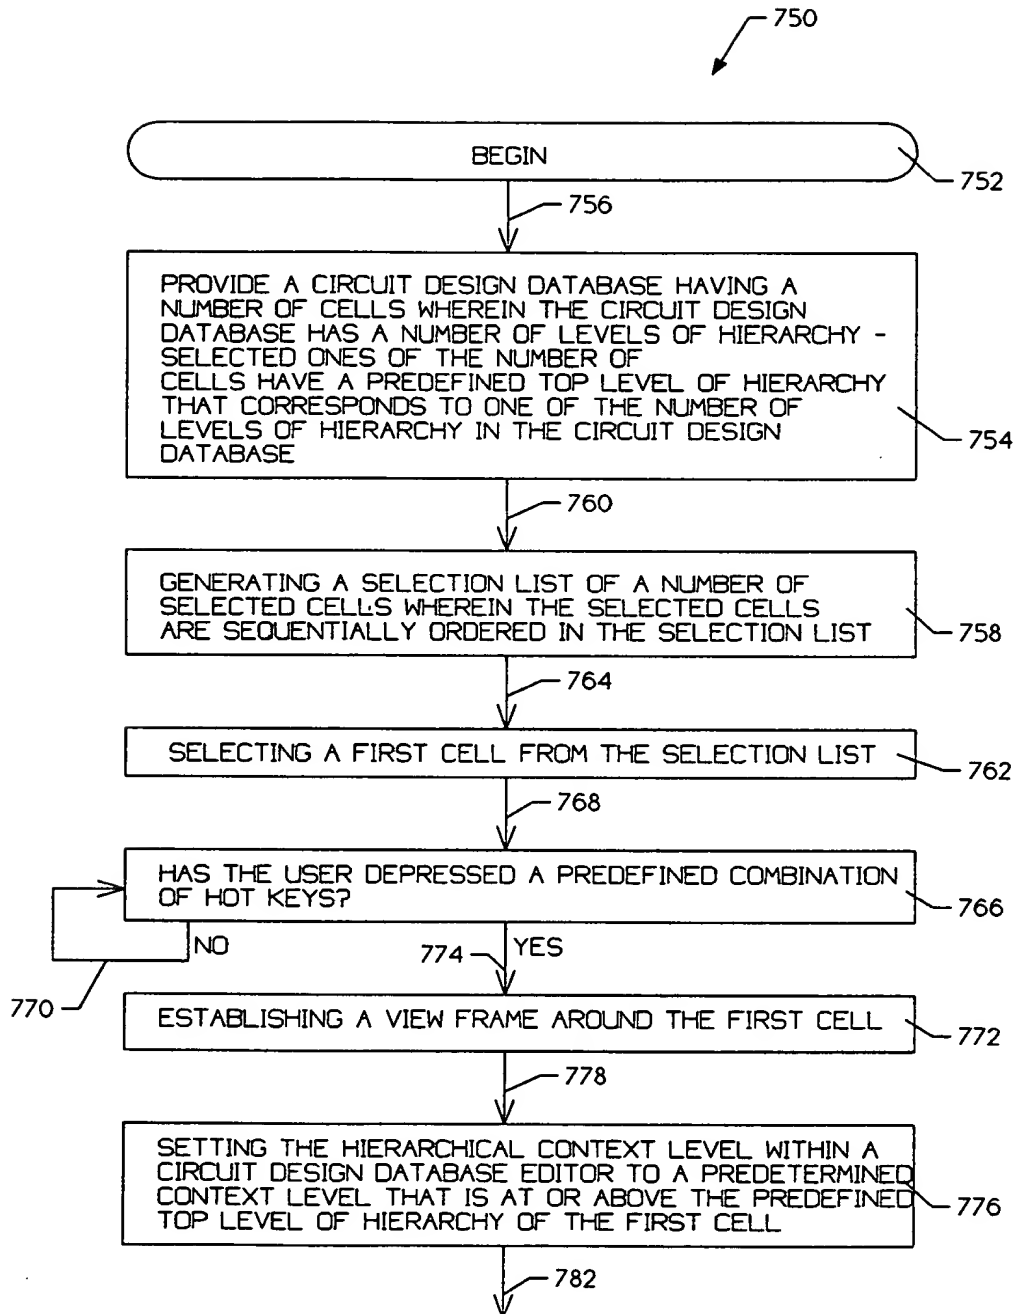 750
BEGIN
752
756
PROVIDE A CIRCUIT DESIGN DATABASE HAVING A
NUMBER OF CELLS WHEREIN THE CIRCUIT DESIGN
DATABASE HAS A NUMBER OF LEVELS OF HIERARCHY -
SELECTED ONES OF THE NUMBER OF
CELLS HAVE A PREDEFINED TOP LEVEL OF HIERARCHY
THAT CORRESPONDS TO ONE OF THE NUMBER OF
LEVELS OF HIERARCHY IN THE CIRCUIT DESIGN
DATABASE
754
760
GENERATING A SELECTION LIST OF A NUMBER OF
SELECTED CELLS WHEREIN THE SELECTED CELLS
ARE SEQUENTIALLY ORDERED IN THE SELECTION LIST
758
764
SELECTING A FIRST CELL FROM THE SELECTION LIST
762
768
HAS THE USER DEPRESSED A PREDEFINED COMBINATION
OF HOT KEYS?
766
NO
774
YES
770
ESTABLISHING A VIEW FRAME AROUND THE FIRST CELL
772
778
SETTING THE HIERARCHICAL CONTEXT LEVEL WITHIN A
CIRCUIT DESIGN DATABASE EDITOR TO A PREDETERMINED
CONTEXT LEVEL THAT IS AT OR ABOVE THE PREDEFINED
TOP LEVEL OF HIERARCHY OF THE FIRST CELL
776
782